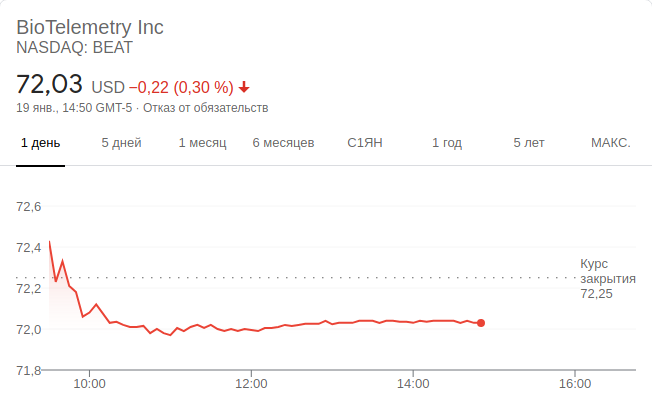 BioTelemetry Inc
NASDAQ: BEAT
72,03 USD −0,22 (0,30 %)
19 янв., 14:50 GMT-5 · Отказ от обязательств
1 день 5 дней 1 месяц 6 месяцев С1ЯН 1 год 5 лет МАКС.
72,6
72,4
Курс
закрытия
72,25
72,2
72,0
71,8
10:00 12:00 14:00 16:00